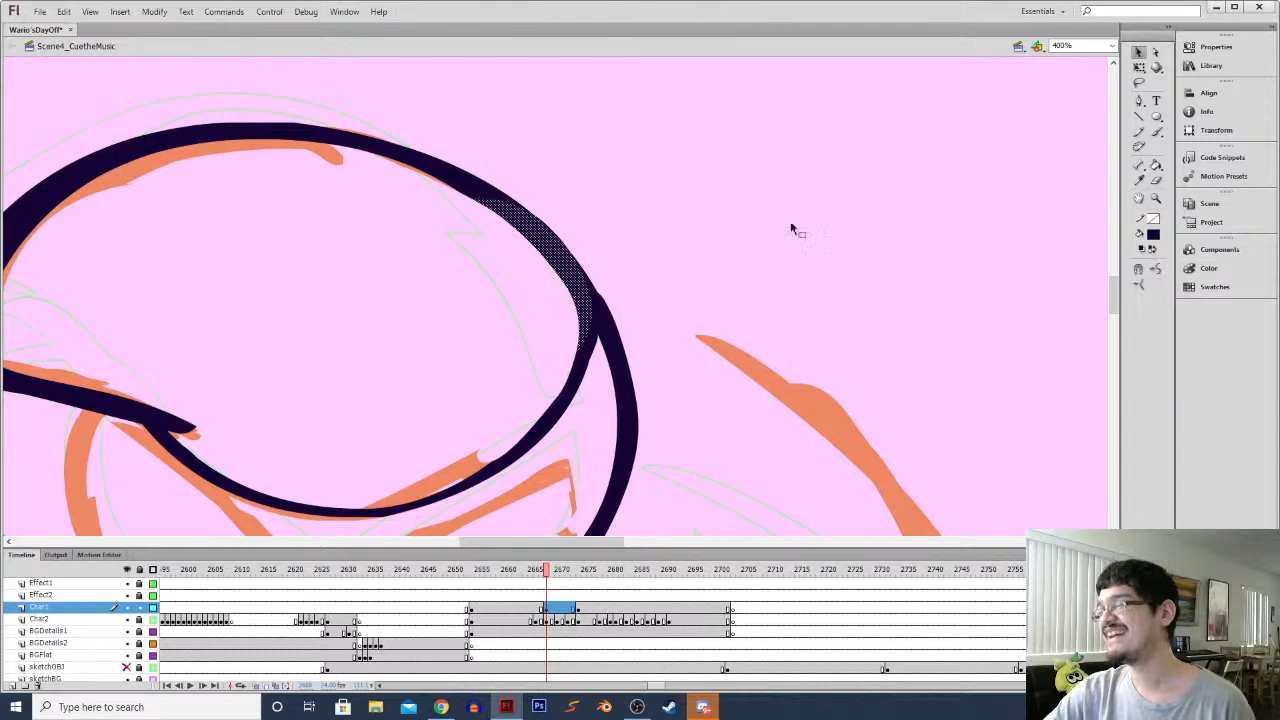 Fl File Edit View Insert Modify Text Commands Control Debug Window Help Essentials
Wario'sDayOff*
Scene4_CuetheMusic 400%
Properties
Library
Align
Info
Transform
Code Snippets
Motion Presets
Scene
Project
Components
Color
Swatches
Timeline Output Motion Editor
2600 2605 2610 2615 2620 2625 2630 2635 2640 2645 2650 2655 2660 2665 2670 2675 2680 2685 2690 2695 2700 2705 2710 2715 2720 2725 2730 2735 2740 2745 2750 2755
Effect1
Effect2
Char1
Char2
BGDetails1
BGDetails2
BGFlat
sketchOBJ
sketchBG
24.00fps
Type here to search